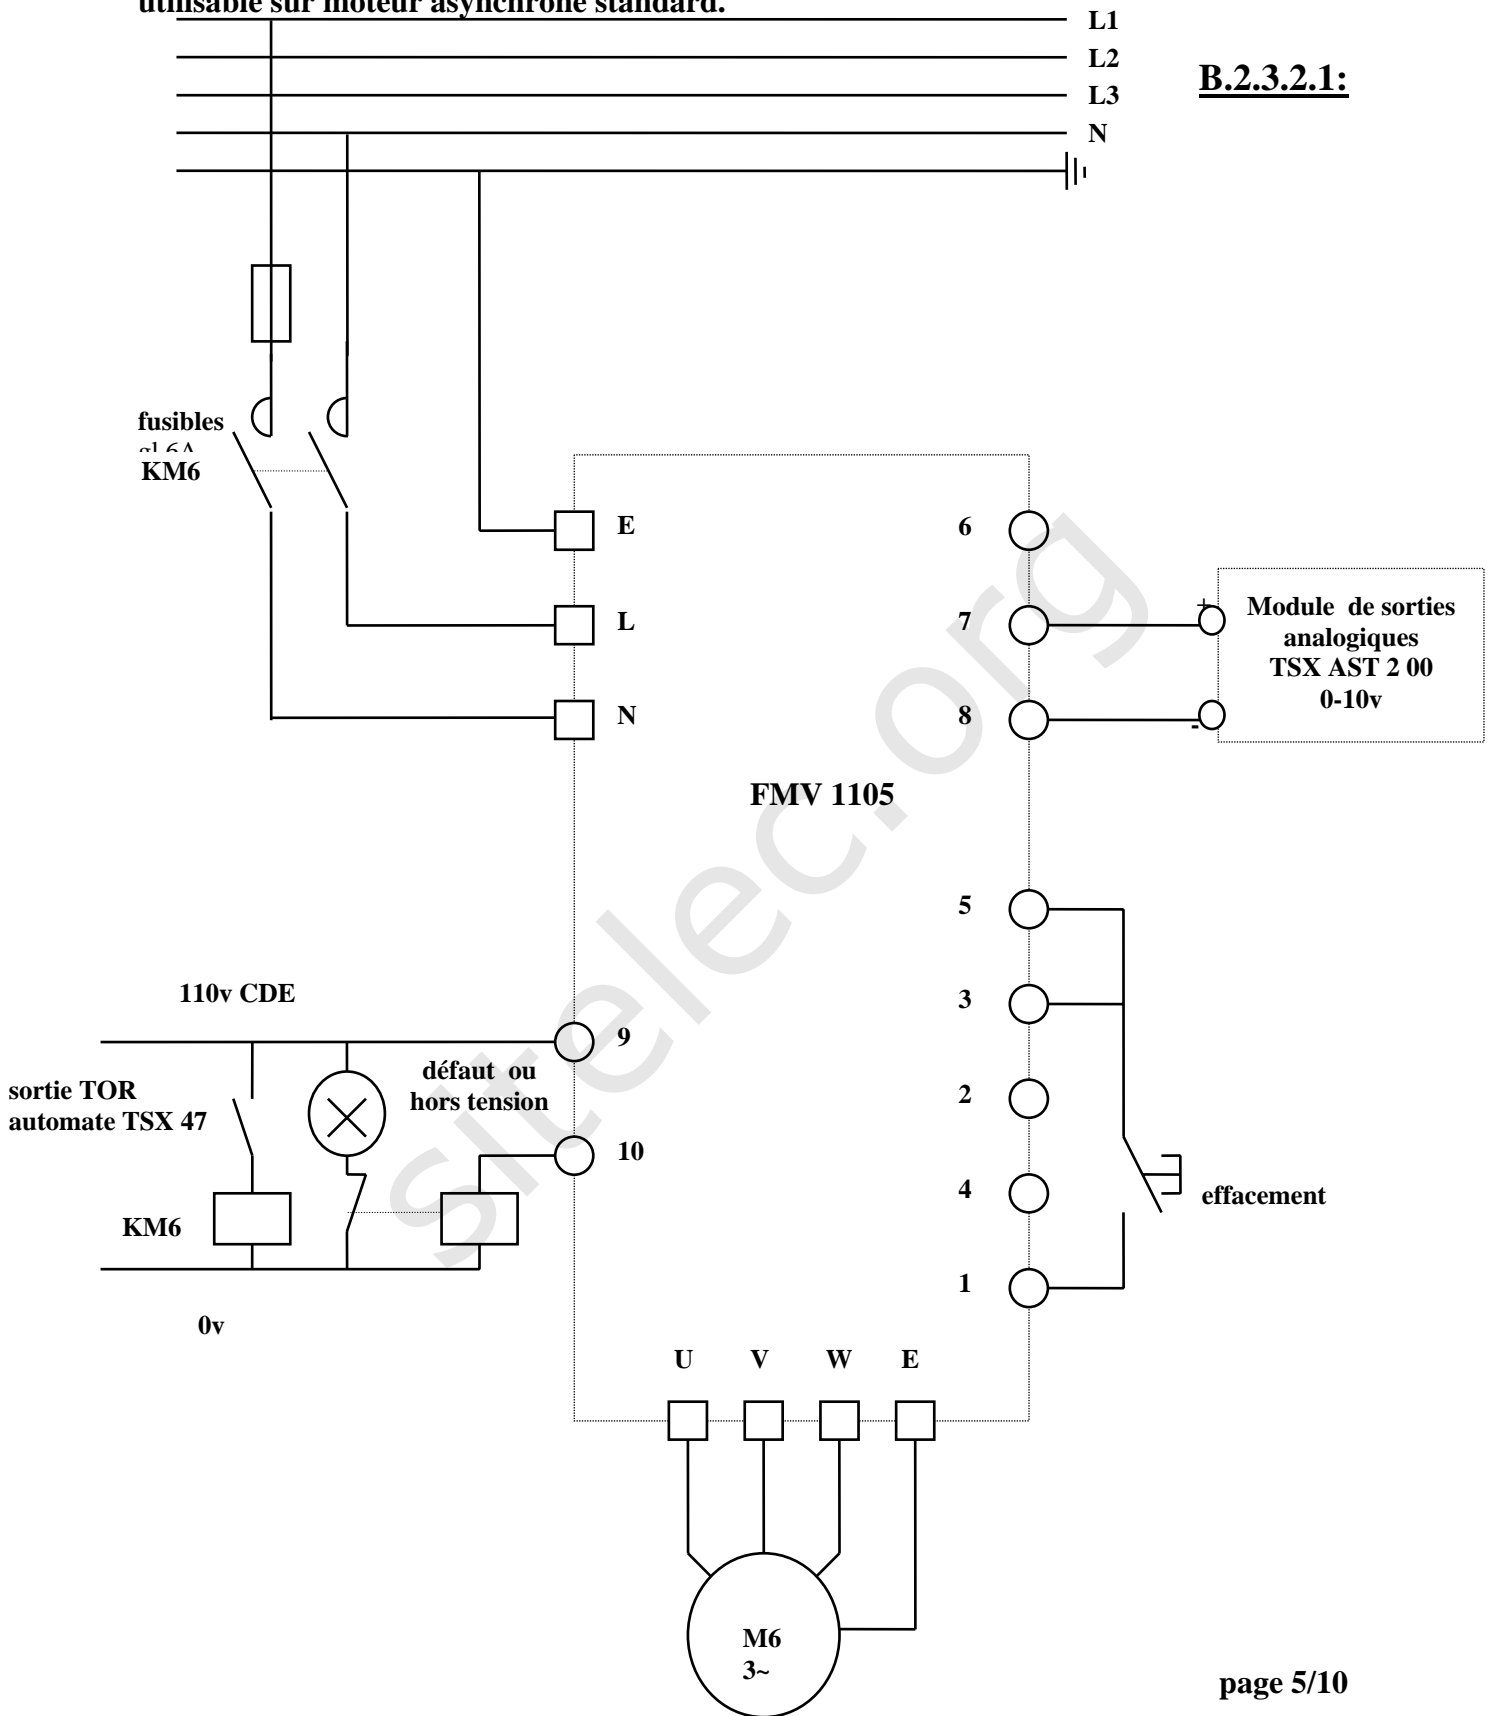 utilisable sur moteur asynchrone standard.
L1
L2
B.2.3.2.1:
L3
N
fusibles
gl 6A
KM6
E
6
L
7
+
Module de sorties
analogiques
TSX AST 2 00
0-10v
N
8
-
FMV 1105
5
110v CDE
3
9
défaut ou
hors tension
sortie TOR
automate TSX 47
2
10
4
effacement
KM6
1
0v
U V W E
M6
3~
page 5/10
sitelec.org